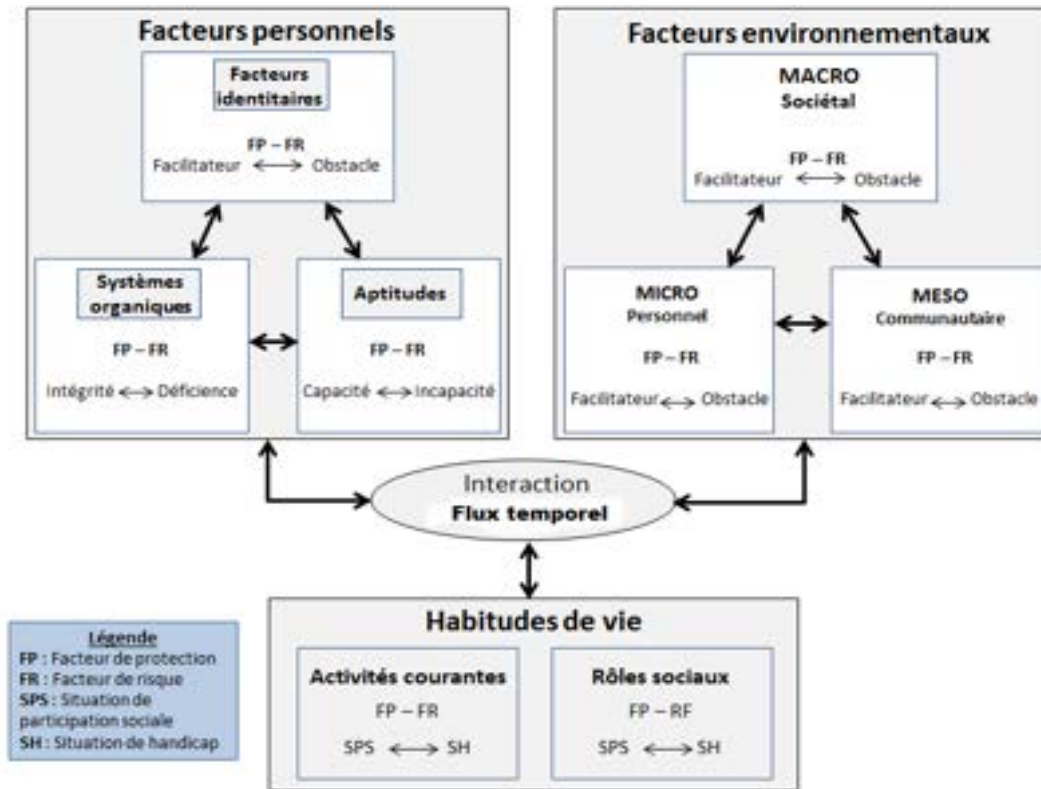 Facteurs personnels
Facteurs
identitaires
FP – FR
Facilitateur ⟷ Obstacle
Systèmes
organiques
FP – FR
Intégrité ⟷ Déficience
Aptitudes
FP – FR
Capacité ⟷ Incapacité
Facteurs environnementaux
MACRO
Sociétal
FP – FR
Facilitateur ⟷ Obstacle
MICRO
Personnel
FP – FR
Facilitateur ⟷ Obstacle
MESO
Communautaire
FP – FR
Facilitateur ⟷ Obstacle
Interaction
Flux temporel
Habitudes de vie
Activités courantes
FP – FR
SPS ⟷ SH
Rôles sociaux
FP – RF
SPS ⟷ SH
Légende
FP : Facteur de protection
FR : Facteur de risque
SPS : Situation de
participation sociale
SH : Situation de handicap